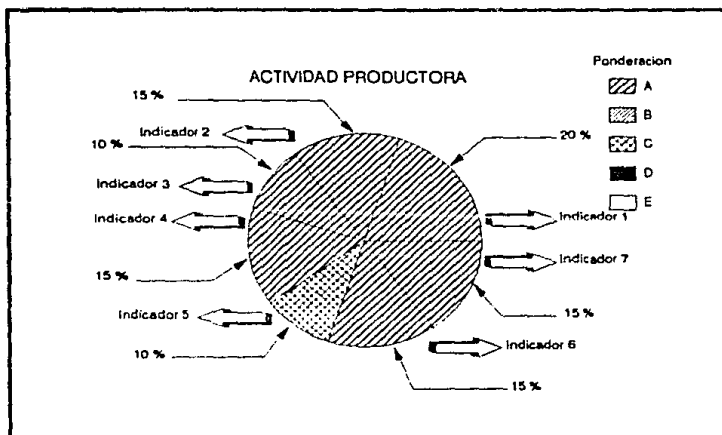 ACTIVIDAD PRODUCTORA
Ponderacion
A
B
C
D
E
15 %
Indicador 2
10 %
Indicador 3
Indicador 4
15 %
Indicador 5
10 %
20 %
Indicador 1
Indicador 7
15 %
Indicador 6
15 %